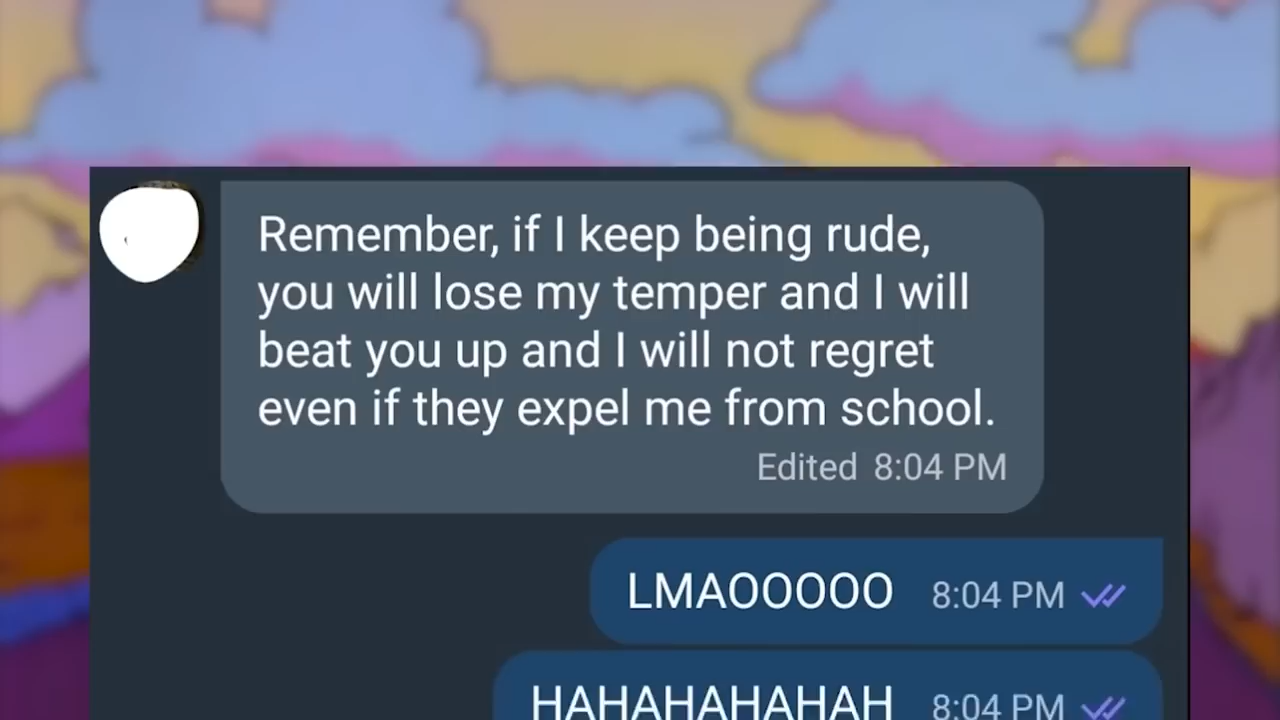 Remember, if I keep being rude,
you will lose my temper and I will
beat you up and I will not regret
even if they expel me from school.
Edited 8:04 PM
LMAOOOOO 8:04 PM
HAHAHAHAHAH 8:04 PM